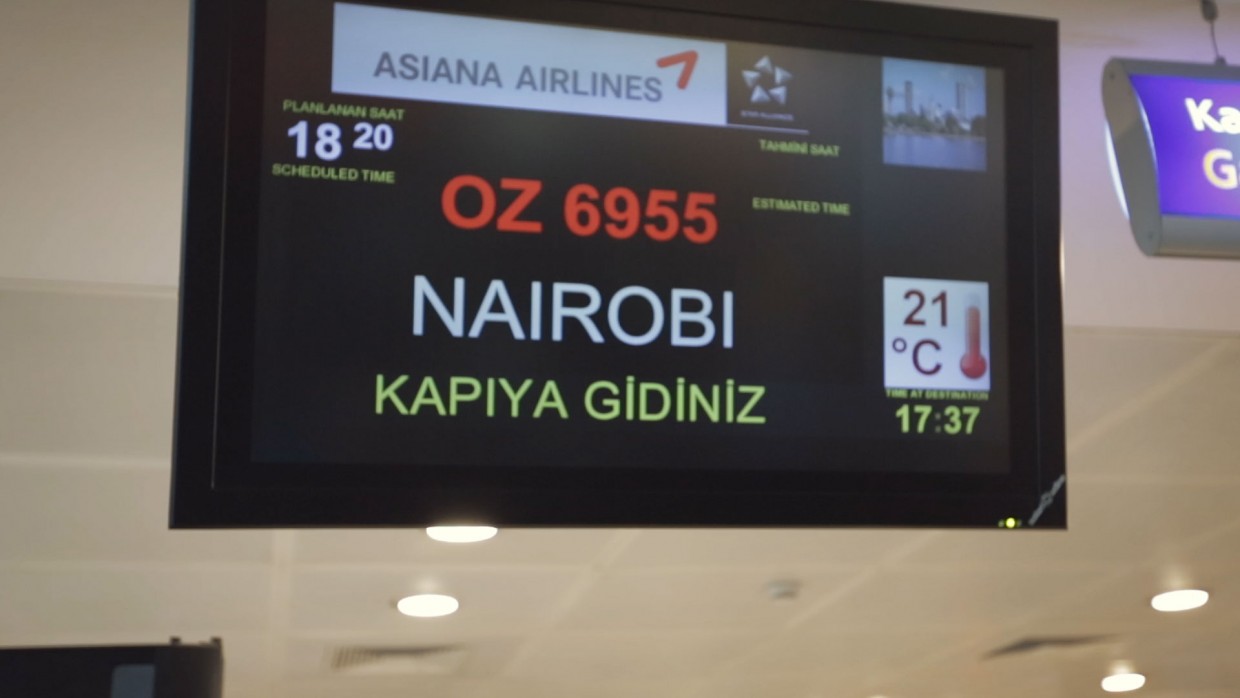 ASIANA AIRLINES
PLANLANAN SAAT
18 20
SCHEDULED TIME
TAHMİNİ SAAT
ESTIMATED TIME
OZ 6955
NAIROBI
KAPIYA GİDİNİZ
21
°C
TIME AT DESTINATION
17:37
Ka
G